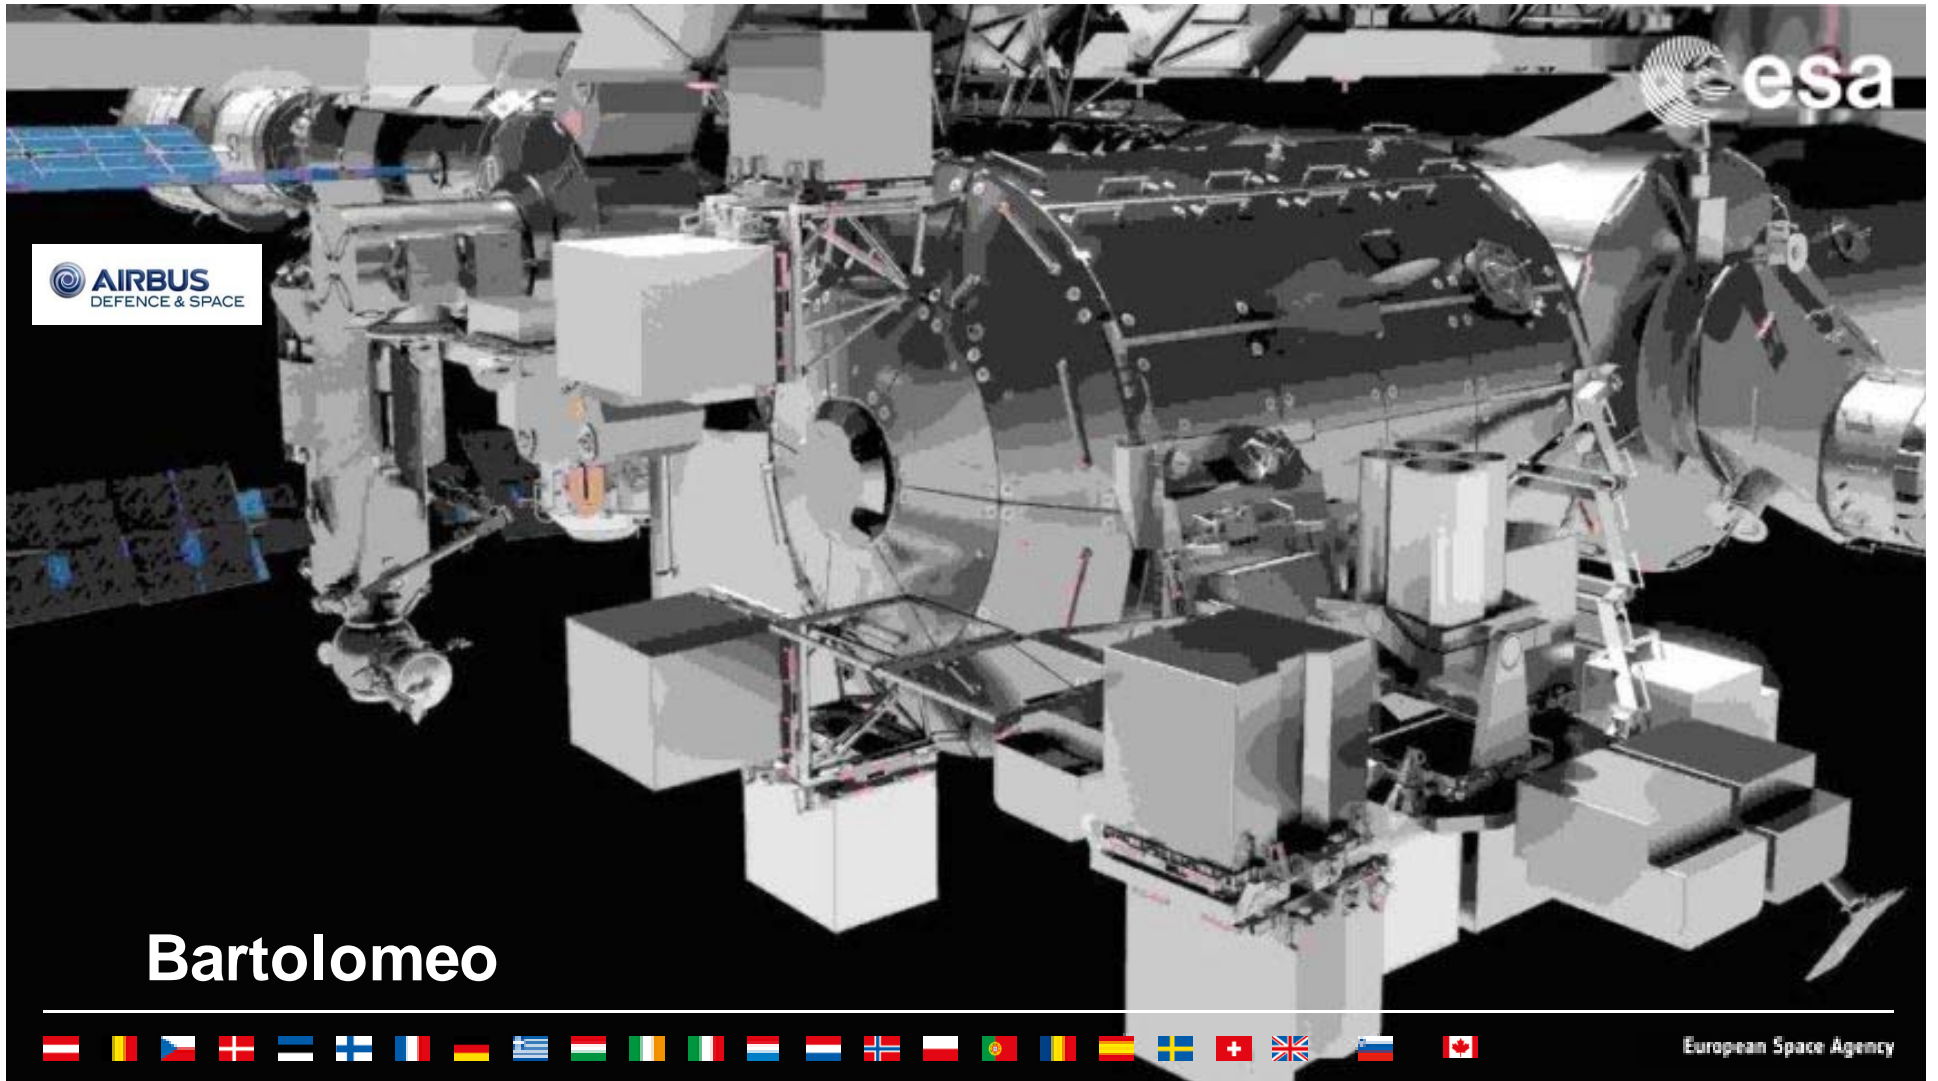 esa
AIRBUS
DEFENCE & SPACE
Bartolomeo
European Space Agency